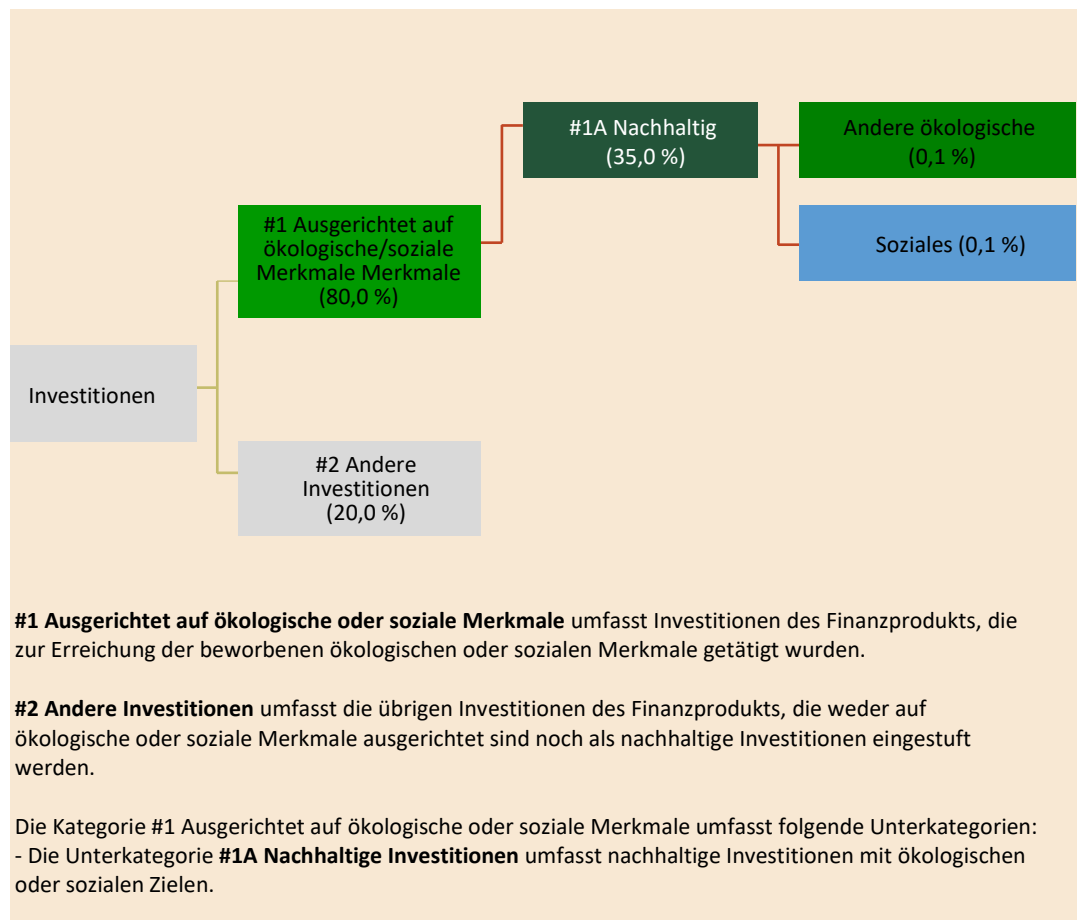 #1A Nachhaltig
(35,0 %)
Andere ökologische
(0,1 %)
#1 Ausgerichtet auf
ökologische/soziale
Merkmale Merkmale
(80,0 %)
Soziales (0,1 %)
Investitionen
#2 Andere
Investitionen
(20,0 %)
#1 Ausgerichtet auf ökologische oder soziale Merkmale umfasst Investitionen des Finanzprodukts, die
zur Erreichung der beworbenen ökologischen oder sozialen Merkmale getätigt wurden.
#2 Andere Investitionen umfasst die übrigen Investitionen des Finanzprodukts, die weder auf
ökologische oder soziale Merkmale ausgerichtet sind noch als nachhaltige Investitionen eingestuft
werden.
Die Kategorie #1 Ausgerichtet auf ökologische oder soziale Merkmale umfasst folgende Unterkategorien:
- Die Unterkategorie #1A Nachhaltige Investitionen umfasst nachhaltige Investitionen mit ökologischen
oder sozialen Zielen.